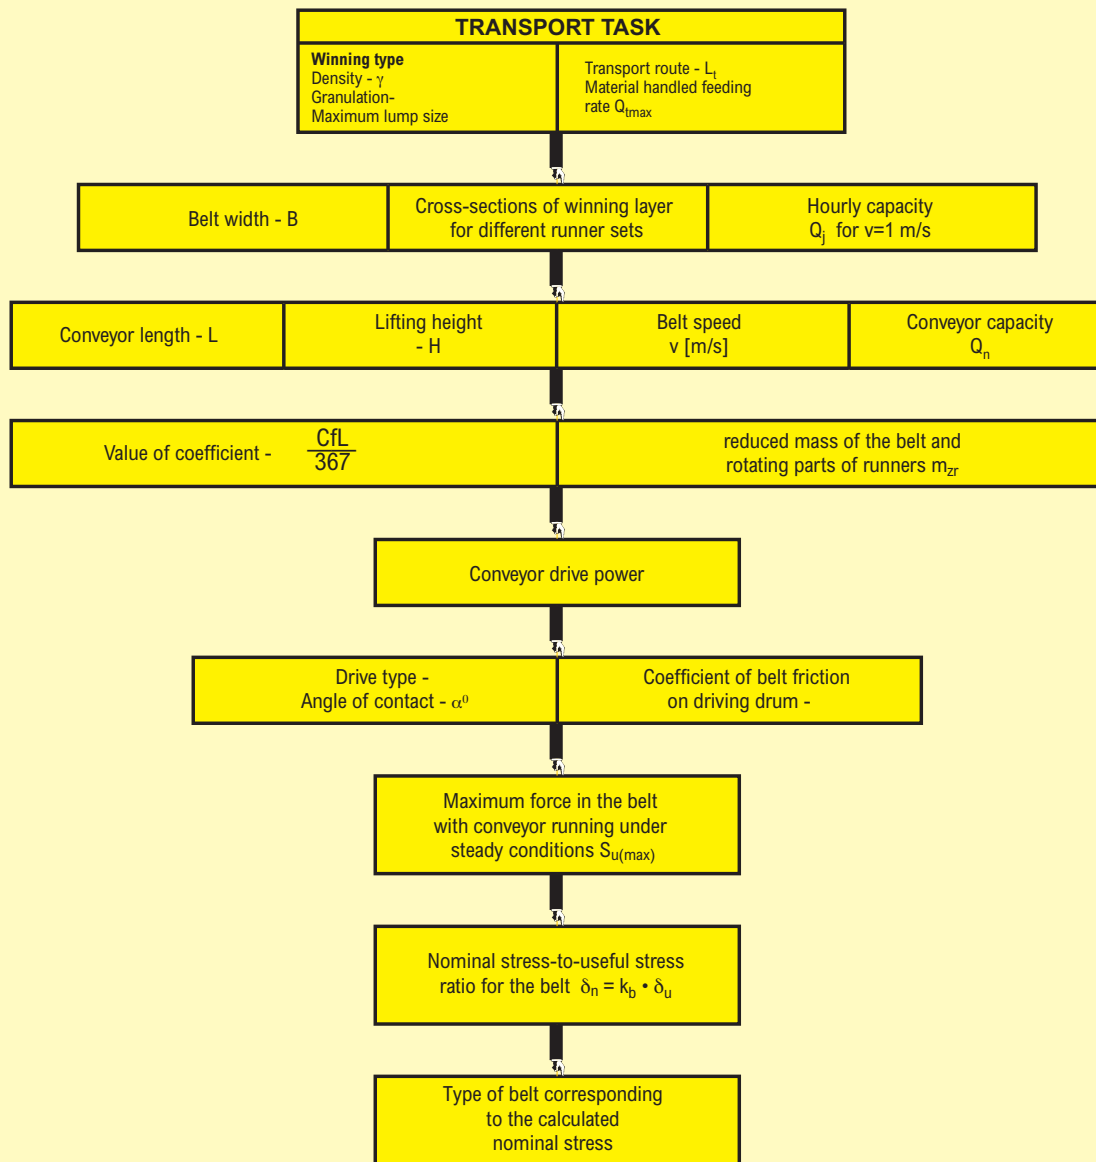 TRANSPORT TASK
Winning type
Density - γ
Granulation-
Maximum lump size
Transport route - Lt
Material handled feeding
rate Qtmax
Belt width - B
Cross-sections of winning layer
for different runner sets
Hourly capacity
Qj for v=1 m/s
Conveyor length - L
Lifting height
- H
Belt speed
v [m/s]
Conveyor capacity
Qn
Value of coefficient - CfL
367
reduced mass of the belt and
rotating parts of runners mzr
Conveyor drive power
Drive type -
Angle of contact - α⁰
Coefficient of belt friction
on driving drum -
Maximum force in the belt
with conveyor running under
steady conditions Su(max)
Nominal stress-to-useful stress
ratio for the belt δn = kb • δu
Type of belt corresponding
to the calculated
nominal stress